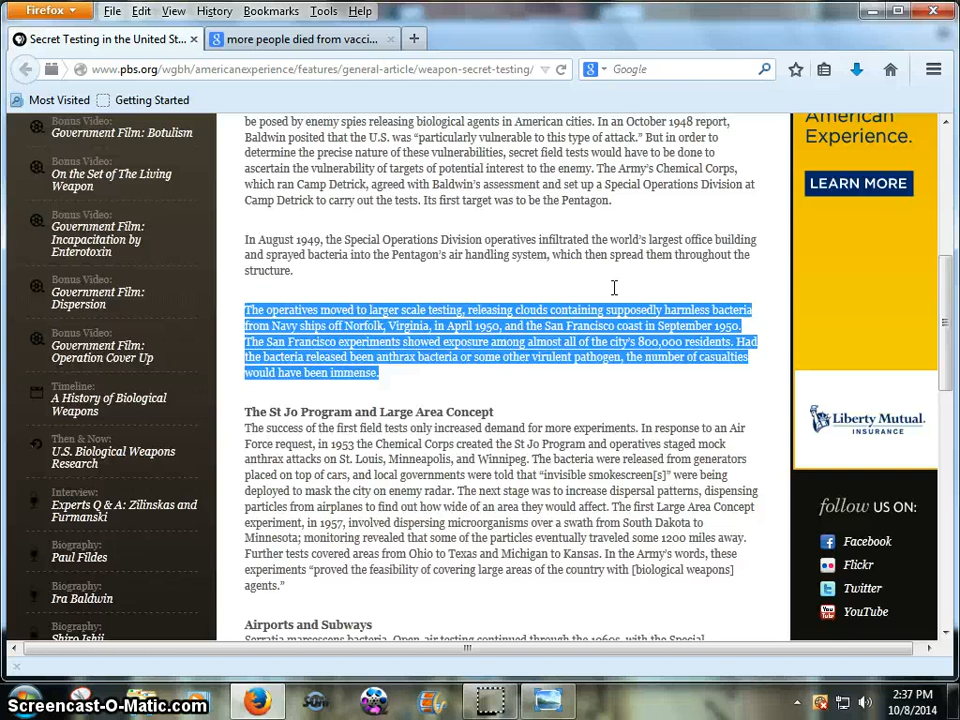 Firefox
File Edit View History Bookmarks Tools Help
Secret Testing in the United St...
more people died from vacci...
www.pbs.org/wgbh/americanexperience/features/general-article/weapon-secret-testing/
Google
Most Visited
Getting Started
Bonus Video:
Government Film: Botulism
Bonus Video:
On the Set of The Living
Weapon
Bonus Video:
Government Film:
Incapacitation by
Enterotoxin
Bonus Video:
Government Film:
Dispersion
Bonus Video:
Government Film:
Operation Cover Up
Timeline:
A History of Biological
Weapons
Then & Now:
U.S. Biological Weapons
Research
Interview:
Experts Q & A: Zilinskas and
Furmanski
Biography:
Paul Fildes
Biography:
Ira Baldwin
Biography:
Shiro Ishii
be posed by enemy spies releasing biological agents in American cities. In an October 1948 report,
Baldwin posited that the U.S. was “particularly vulnerable to this type of attack.” But in order to
determine the precise nature of these vulnerabilities, secret field tests would have to be done to
ascertain the vulnerability of targets of potential interest to the enemy. The Army’s Chemical Corps,
which ran Camp Detrick, agreed with Baldwin’s assessment and set up a Special Operations Division at
Camp Detrick to carry out the tests. Its first target was to be the Pentagon.
In August 1949, the Special Operations Division operatives infiltrated the world’s largest office building
and sprayed bacteria into the Pentagon’s air handling system, which then spread them throughout the
structure.
The operatives moved to larger scale testing, releasing clouds containing supposedly harmless bacteria
from Navy ships off Norfolk, Virginia, in April 1950, and the San Francisco coast in September 1950.
The San Francisco experiments showed exposure among almost all of the city’s 800,000 residents. Had
the bacteria released been anthrax bacteria or some other virulent pathogen, the number of casualties
would have been immense.
The St Jo Program and Large Area Concept
The success of the first field tests only increased demand for more experiments. In response to an Air
Force request, in 1953 the Chemical Corps created the St Jo Program and operatives staged mock
anthrax attacks on St. Louis, Minneapolis, and Winnipeg. The bacteria were released from generators
placed on top of cars, and local governments were told that “invisible smokescreen[s]” were being
deployed to mask the city on enemy radar. The next stage was to increase dispersal patterns, dispensing
particles from airplanes to find out how wide of an area they would affect. The first Large Area Concept
experiment, in 1957, involved dispersing microorganisms over a swath from South Dakota to
Minnesota; monitoring revealed that some of the particles eventually traveled some 1200 miles away.
Further tests covered areas from Ohio to Texas and Michigan to Kansas. In the Army’s words, these
experiments “proved the feasibility of covering large areas of the country with [biological weapons]
agents.”
Airports and Subways
Serratia marsescens bacteria. Open-air testing continued through the 1960s, with the Special
American
Experience.
LEARN MORE
Liberty Mutual
INSURANCE
follow US ON:
Facebook
Flickr
Twitter
YouTube
Screencast-O-Matic.com
2:37 PM
10/8/2014